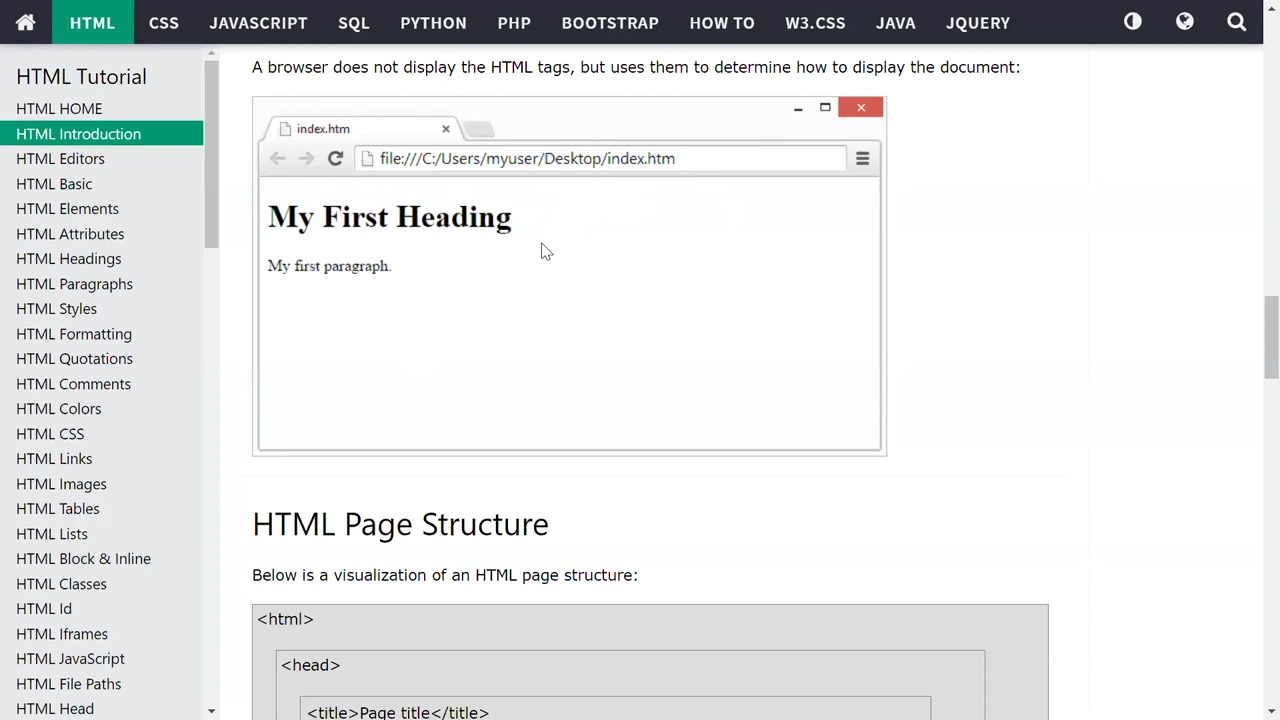 HTML CSS JAVASCRIPT SQL PYTHON PHP BOOTSTRAP HOW TO W3.CSS JAVA JQUERY
HTML Tutorial
HTML HOME
HTML Introduction
HTML Editors
HTML Basic
HTML Elements
HTML Attributes
HTML Headings
HTML Paragraphs
HTML Styles
HTML Formatting
HTML Quotations
HTML Comments
HTML Colors
HTML CSS
HTML Links
HTML Images
HTML Tables
HTML Lists
HTML Block & Inline
HTML Classes
HTML Id
HTML Iframes
HTML JavaScript
HTML File Paths
HTML Head
A browser does not display the HTML tags, but uses them to determine how to display the document:
index.htm
file:///C:/Users/myuser/Desktop/index.htm
My First Heading
My first paragraph.
HTML Page Structure
Below is a visualization of an HTML page structure:
<html>
<head>
<title>Page title</title>